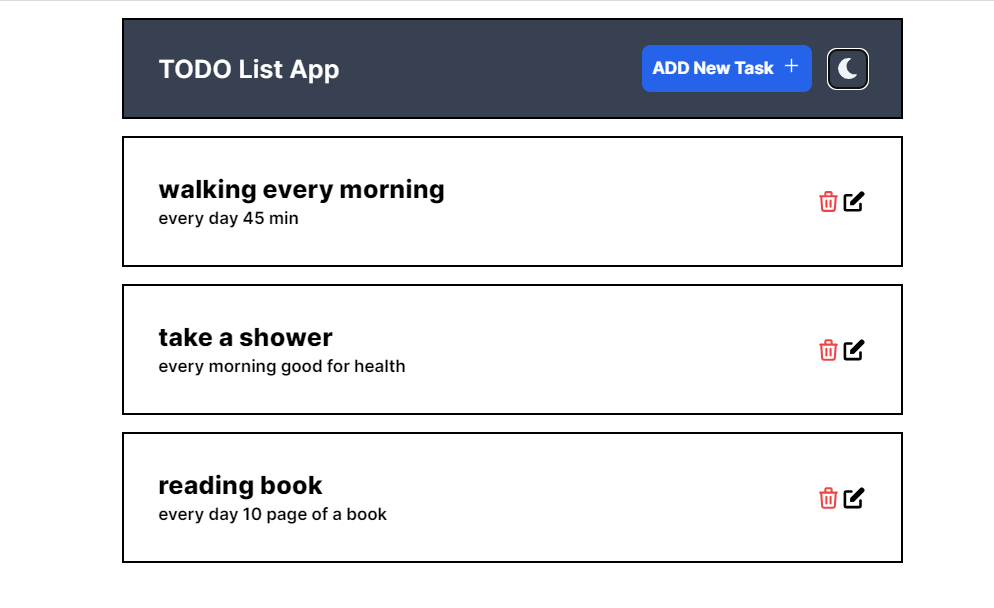 TODO List App
ADD New Task +
walking every morning
every day 45 min
take a shower
every morning good for health
reading book
every day 10 page of a book